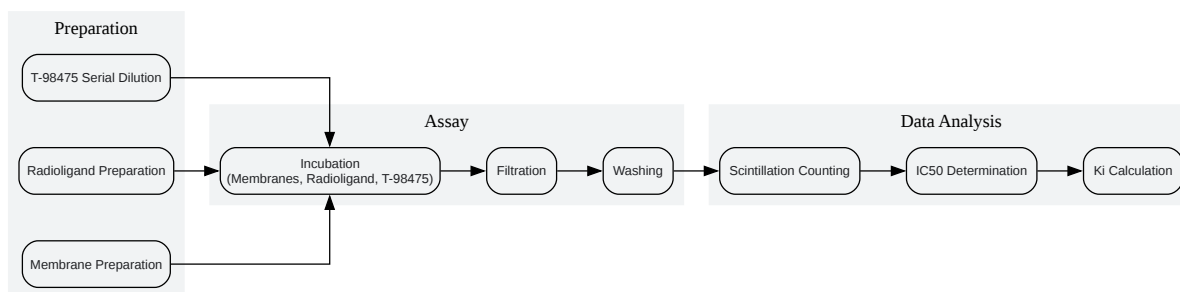 Preparation
T-98475 Serial Dilution
Radioligand Preparation
Membrane Preparation
Assay
Incubation
(Membranes, Radioligand, T-98475)
Filtration
Washing
Data Analysis
Scintillation Counting
IC50 Determination
Ki Calculation